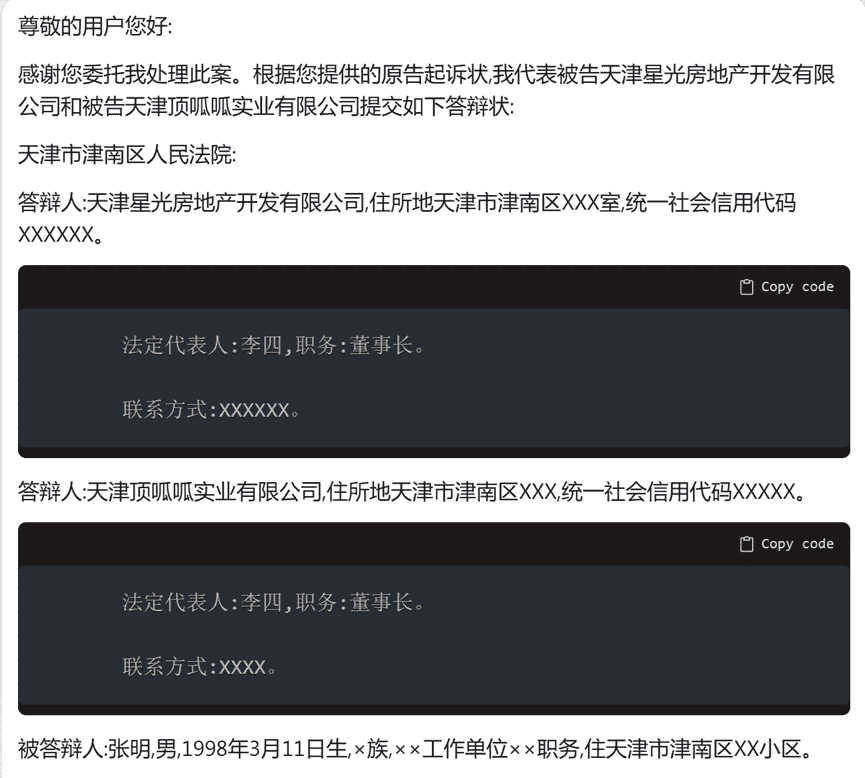 尊敬的用户您好:
感谢您委托我处理此案。根据您提供的原告起诉状,我代表被告天津星光房地产开发有限
公司和被告天津顶呱呱实业有限公司提交如下答辩状:
天津市津南区人民法院:
答辩人:天津星光房地产开发有限公司,住所地天津市津南区XXX室,统一社会信用代码
XXXXXX。
Copy code
法定代表人:李四,职务:董事长。
联系方式:XXXXXX。
答辩人:天津顶呱呱实业有限公司,住所地天津市津南区XXX,统一社会信用代码XXXXX。
Copy code
法定代表人:李四,职务:董事长。
联系方式:XXXX。
被答辩人:张明,男,1998年3月11日生,×族,××工作单位××职务,住天津市津南区XX小区。